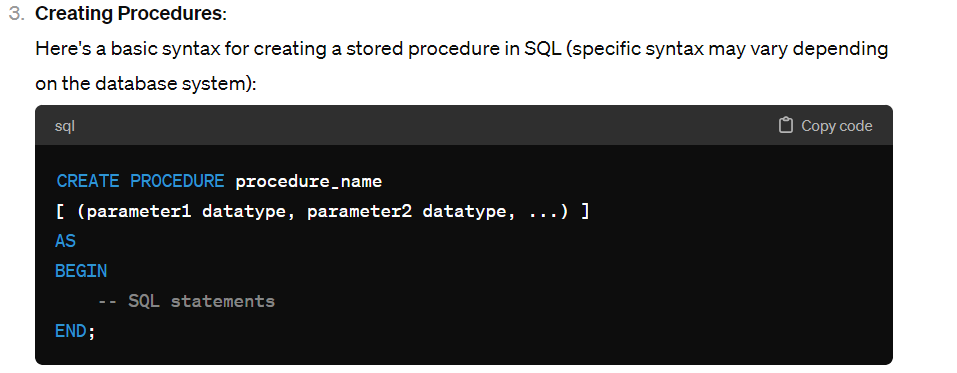 3. Creating Procedures:
Here's a basic syntax for creating a stored procedure in SQL (specific syntax may vary depending
on the database system):
sql Copy code
CREATE PROCEDURE procedure_name
[ (parameter1 datatype, parameter2 datatype, ...) ]
AS
BEGIN
    -- SQL statements
END;